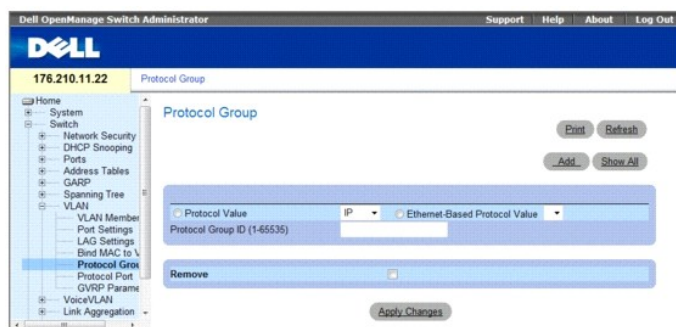 Dell OpenManage Switch Administrator
Support Help About Log Out
DELL
176.210.11.22
Protocol Group
Home
System
Switch
Network Security
DHCP Snooping
Ports
Address Tables
GARP
Spanning Tree
VLAN
VLAN Member
Port Settings
LAG Settings
Bind MAC to V
Protocol Grou
Protocol Port
GVRP Parame
VoiceVLAN
Link Aggregation
Protocol Group
Print Refresh
Add Show All
Protocol Value IP Ethernet-Based Protocol Value
Protocol Group ID (1-65535)
Remove
Apply Changes